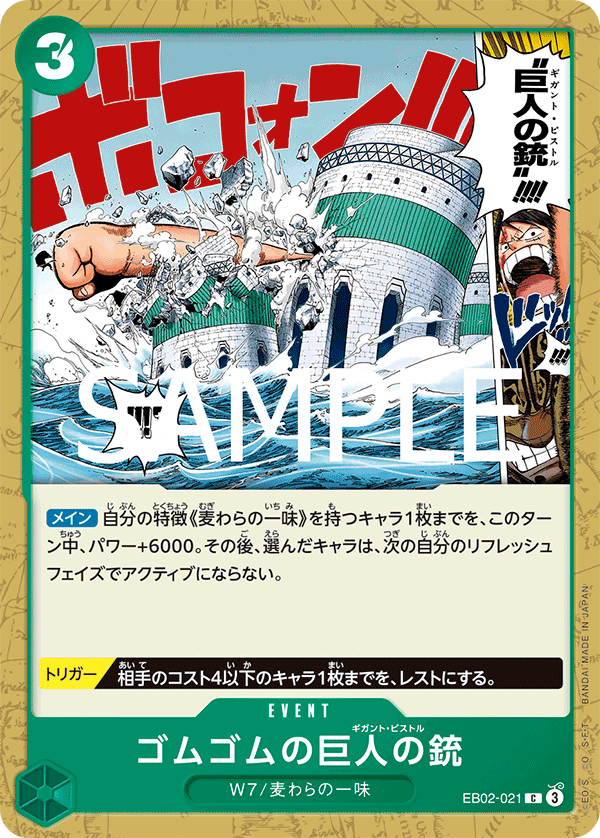 3
ボフォン!!!
ギガント・ピストル
"巨人の銃"!!!!
ドッ!!!
!!!?
SAMPLE
メイン 自分の特徴《麦わらの一味》を持つキャラ1枚までを、このター
ン中、パワー+6000。その後、選んだキャラは、次の自分のリフレッシュ
フェイズでアクティブにならない。
トリガー 相手のコスト4以下のキャラ1枚までを、レストにする。
EVENT
ギガント・ピストル
ゴムゴムの巨人の銃
W7/麦わらの一味
EB02-021 C 3
BANDAI MADE IN JAPAN